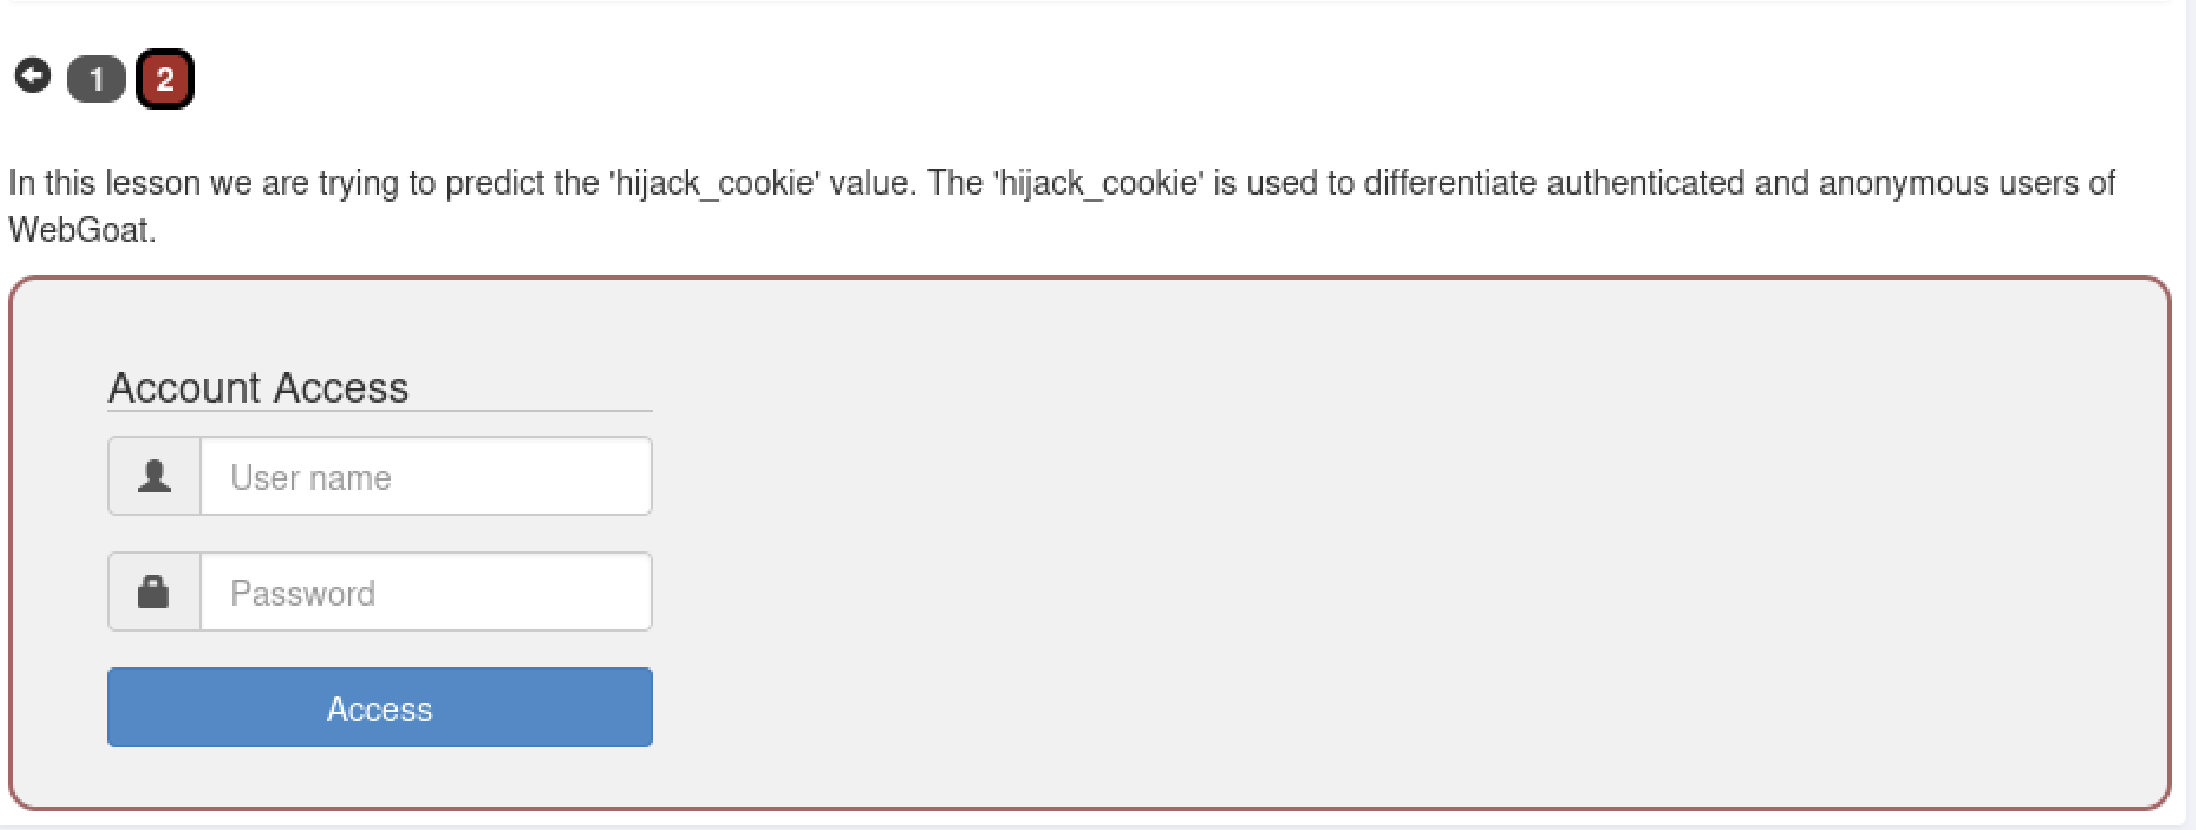 1 2
In this lesson we are trying to predict the 'hijack_cookie' value. The 'hijack_cookie' is used to differentiate authenticated and anonymous users of
WebGoat.
Account Access
User name
Password
Access